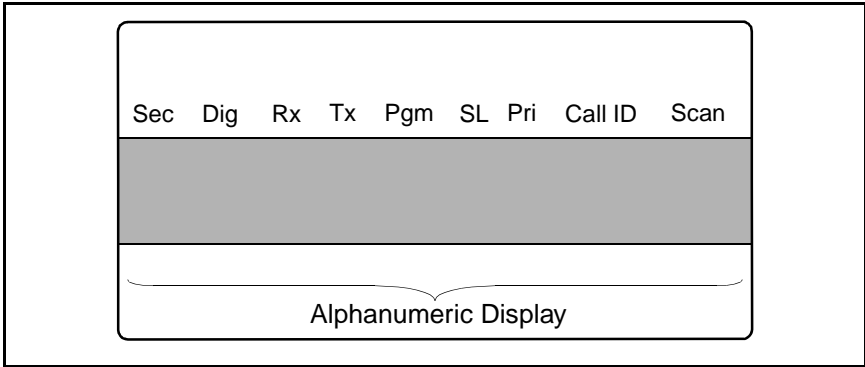 Sec Dig Rx Tx Pgm SL Pri Call ID Scan
Alphanumeric Display